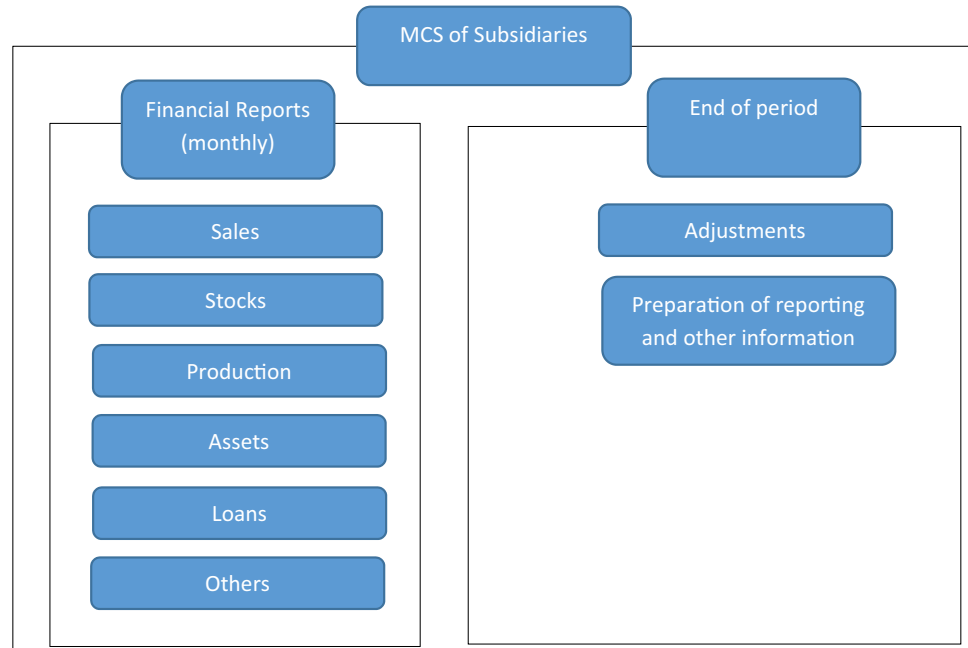 MCS of Subsidiaries
Financial Reports
(monthly)
Sales
Stocks
Production
Assets
Loans
Others
End of period
Adjustments
Preparation of reporting
and other information